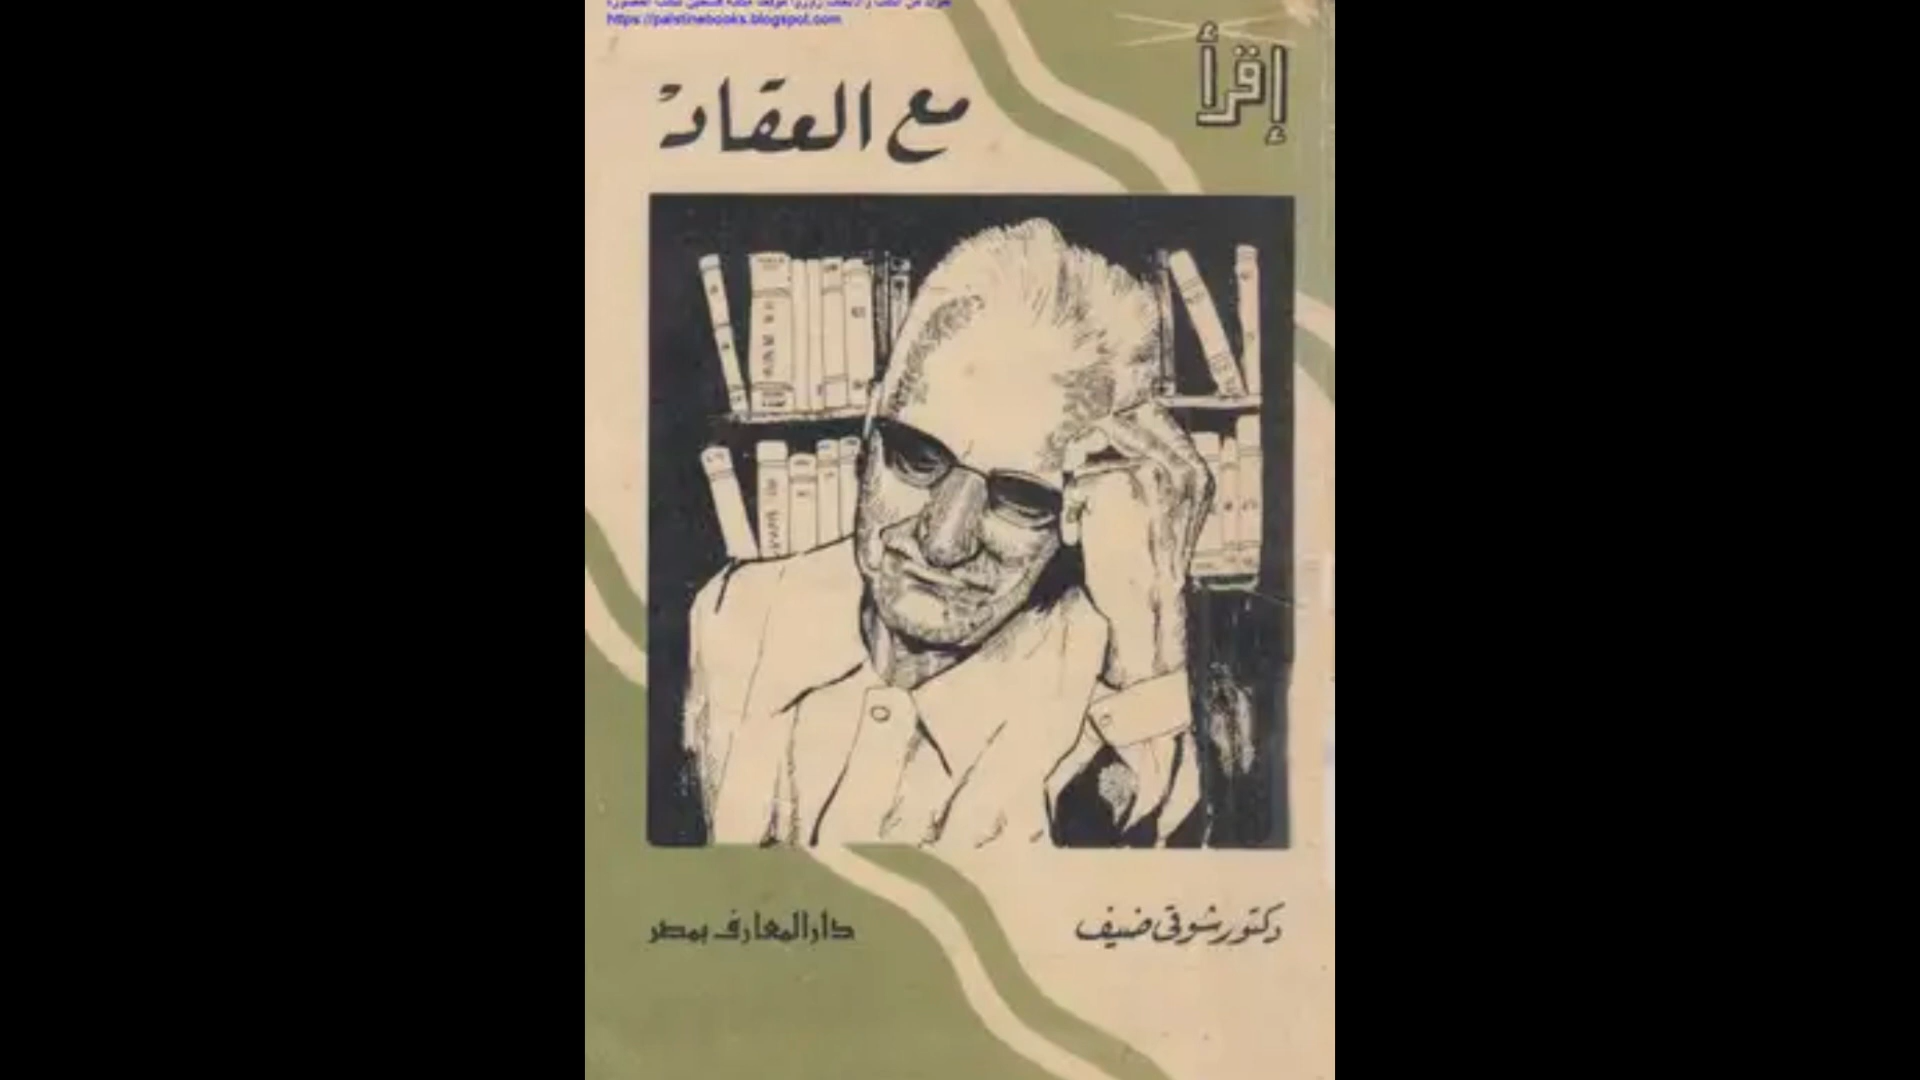 https://palstinebooks.blogspot.com
إقرأ
مع العقاد
دكتور شوقي ضيف
دار المعارف بمصر